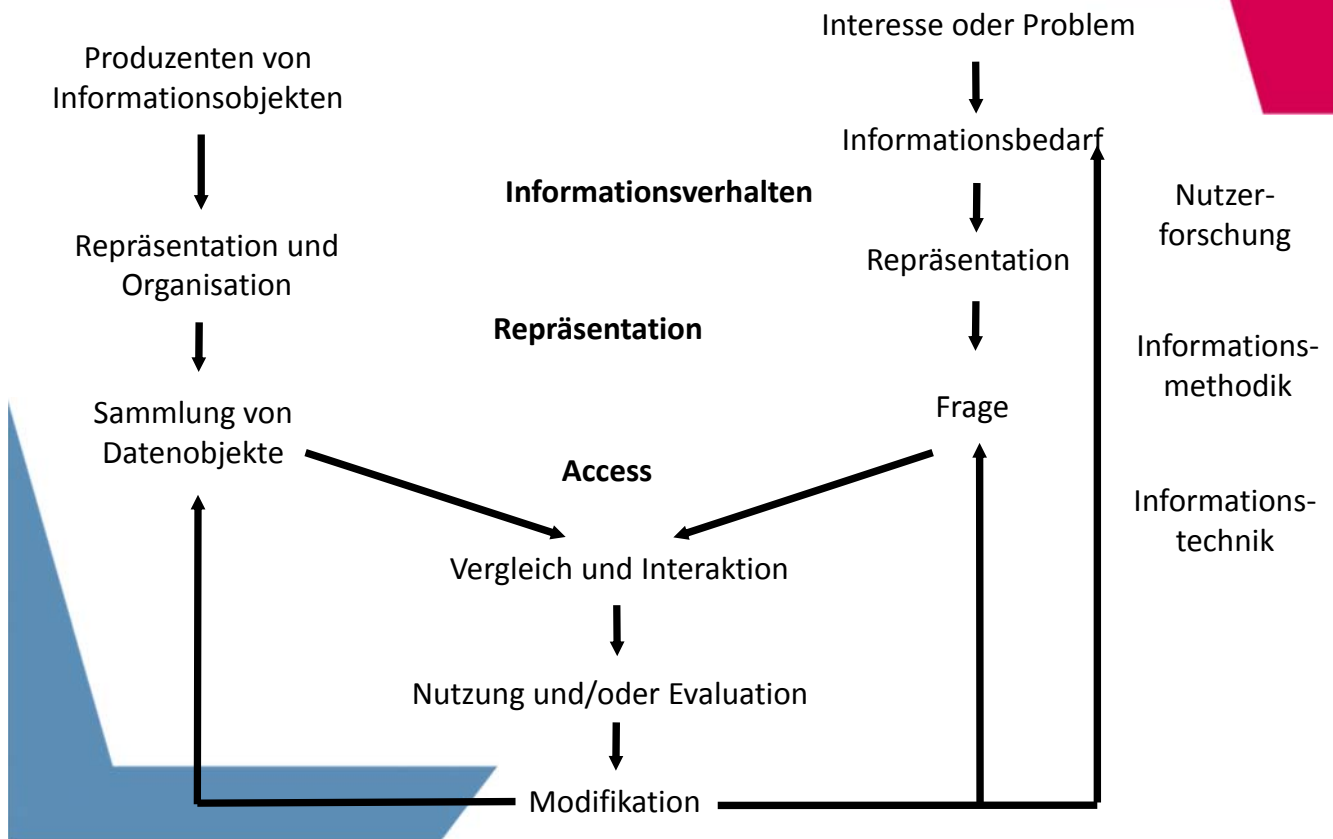 Interesse oder Problem
Produzenten von
Informationsobjekten
Informationsbedarf
Informationsverhalten
Nutzer-
forschung
Repräsentation und
Organisation
Repräsentation
Repräsentation
Informations-
methodik
Sammlung von
Datenobjekte
Frage
Access
Informations-
technik
Vergleich und Interaktion
Nutzung und/oder Evaluation
Modifikation